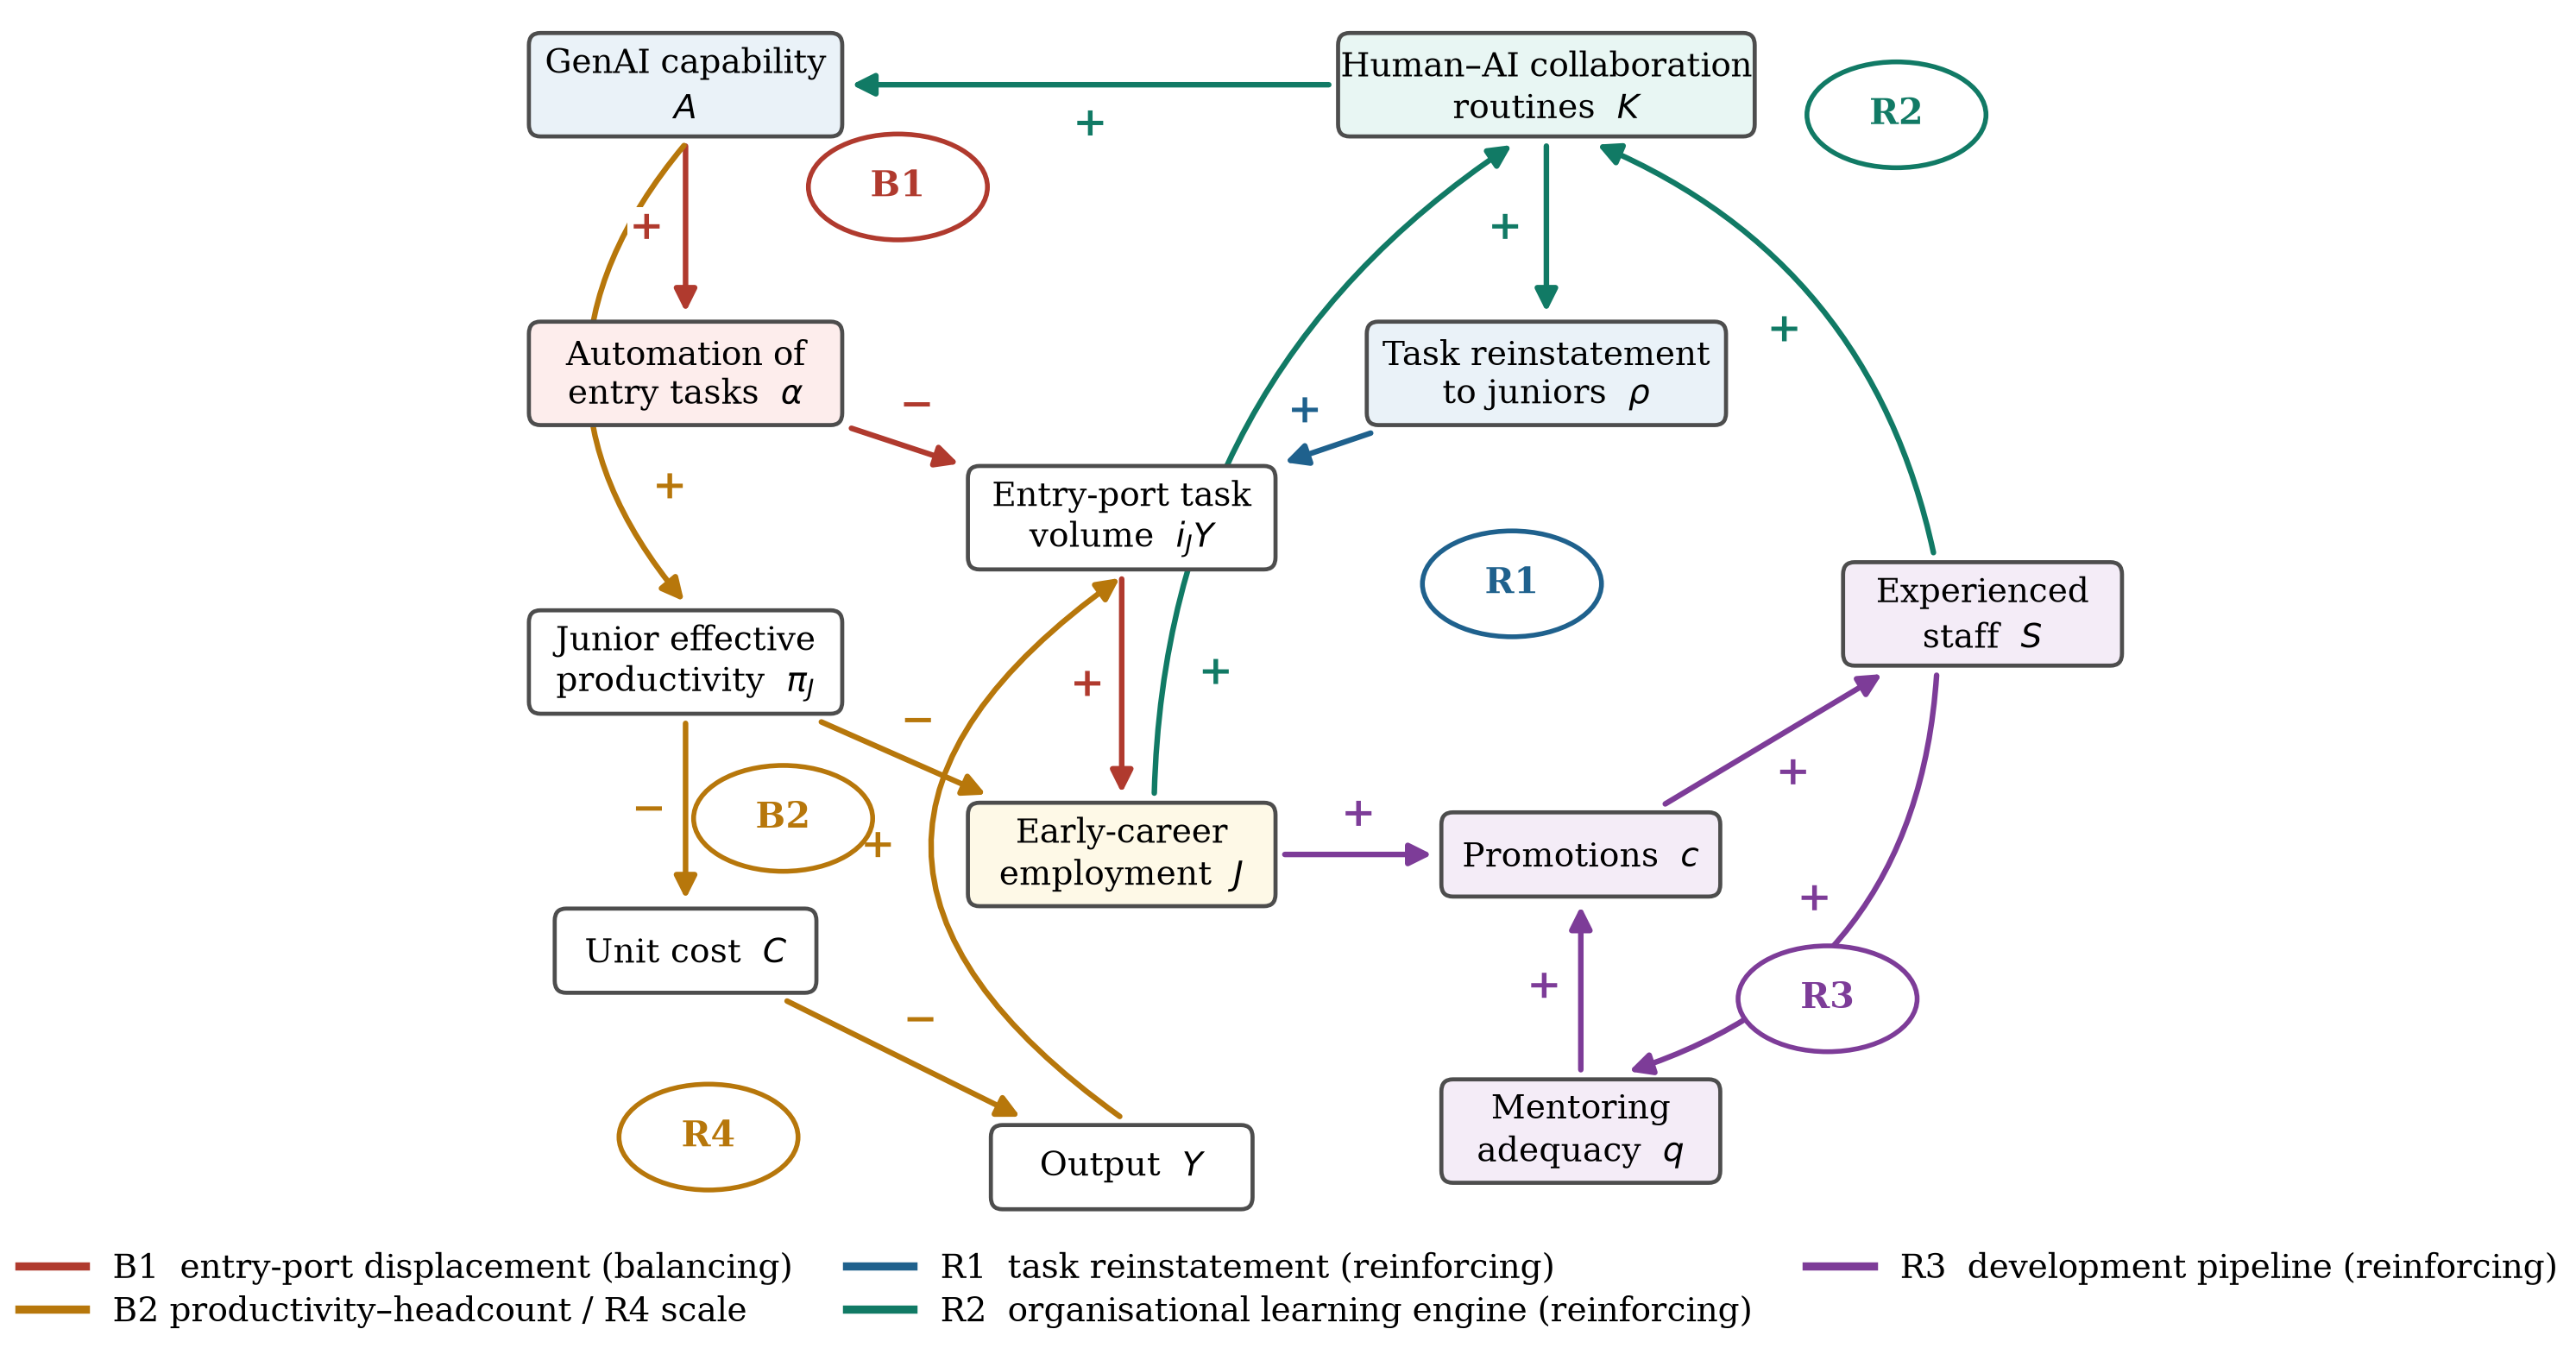 GenAI capability
A
Human–AI collaboration
routines K
R2
+
B1
+
+
+
Automation of
entry tasks α
Task reinstatement
to juniors ρ
−
+
+
Entry-port task
volume i_JY
R1
Experienced
staff S
Junior effective
productivity π_J
+
+
−
+
−
B2
+
Early-career
employment J
+
Promotions c
+
Unit cost C
−
+
+
R3
R4
Output Y
Mentoring
adequacy q
B1 entry-port displacement (balancing)
B2 productivity–headcount / R4 scale
R1 task reinstatement (reinforcing)
R2 organisational learning engine (reinforcing)
R3 development pipeline (reinforcing)